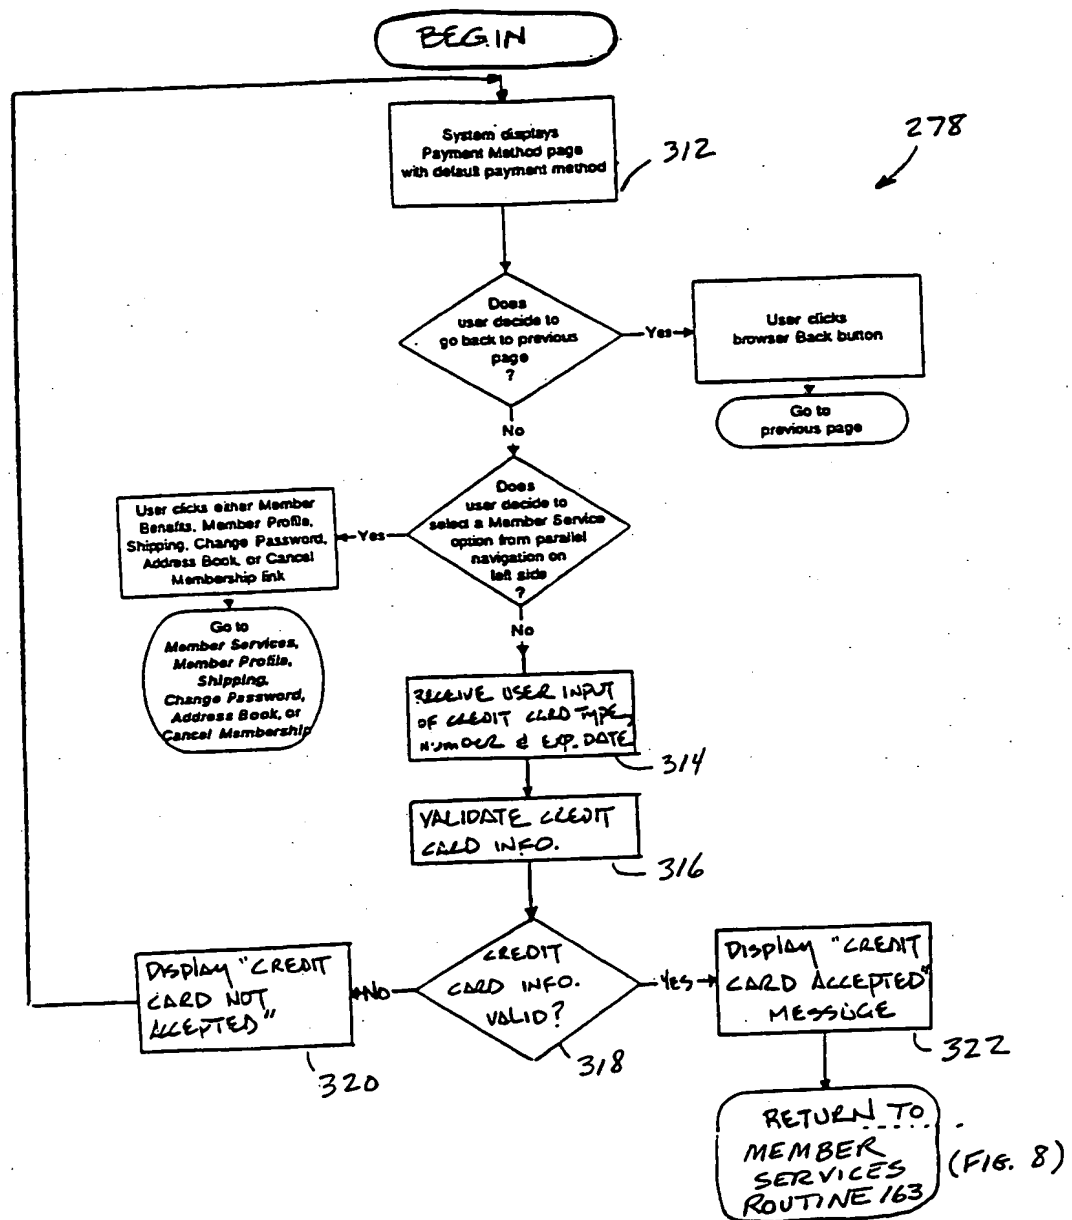 BEGIN
System displays
Payment Method page
with default payment method
312
278
Does
user decide to
go back to previous
page
?
Yes
User clicks
browser Back button
Go to
previous page
No
Does
user decide to
select a Member Service
option from parallel
navigation on
left side
?
Yes
User clicks either Member
Benefits, Member Profile,
Shipping, Change Password,
Address Book, or Cancel
Membership link
Go to
Member Services,
Member Profile,
Shipping,
Change Password,
Address Book, or
Cancel Membership
No
RECEIVE USER INPUT
OF CREDIT CARD TYPE,
NUMBER & EXP. DATE
314
VALIDATE CREDIT
CARD INFO.
316
CREDIT
CARD INFO.
VALID?
318
NO
DISPLAY "CREDIT
CARD NOT
ACCEPTED"
320
YES
DISPLAY "CREDIT
CARD ACCEPTED"
MESSAGE
322
RETURN TO
MEMBER
SERVICES
ROUTINE 163
(FIG. 8)